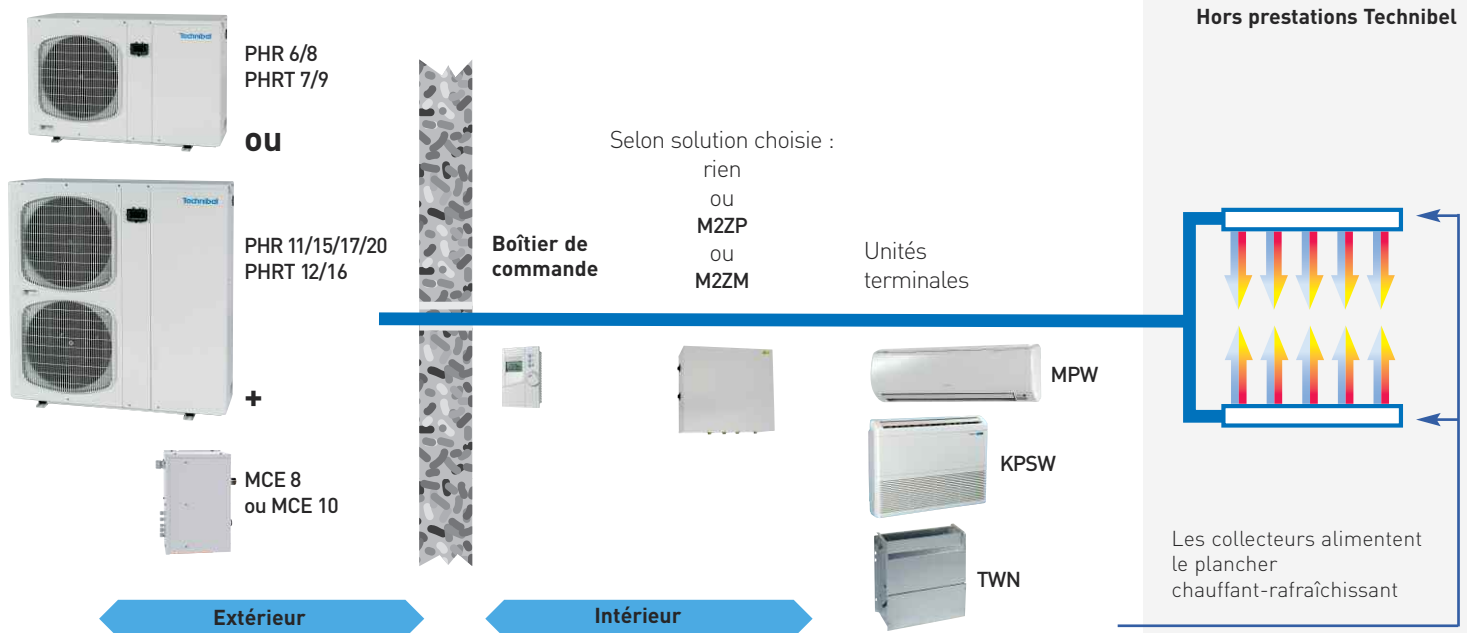 Hors prestations Technibel
Technibel
PHR 6/8
PHRT 7/9
ou
Technibel
PHR 11/15/17/20
PHRT 12/16
+
MCE 8
ou MCE 10
Boîtier de
commande
Selon solution choisie :
rien
ou
M2ZP
ou
M2ZM
Unités
terminales
MPW
KPSW
TWN
Les collecteurs alimentent
le plancher
chauffant-rafraîchissant
Extérieur
Intérieur